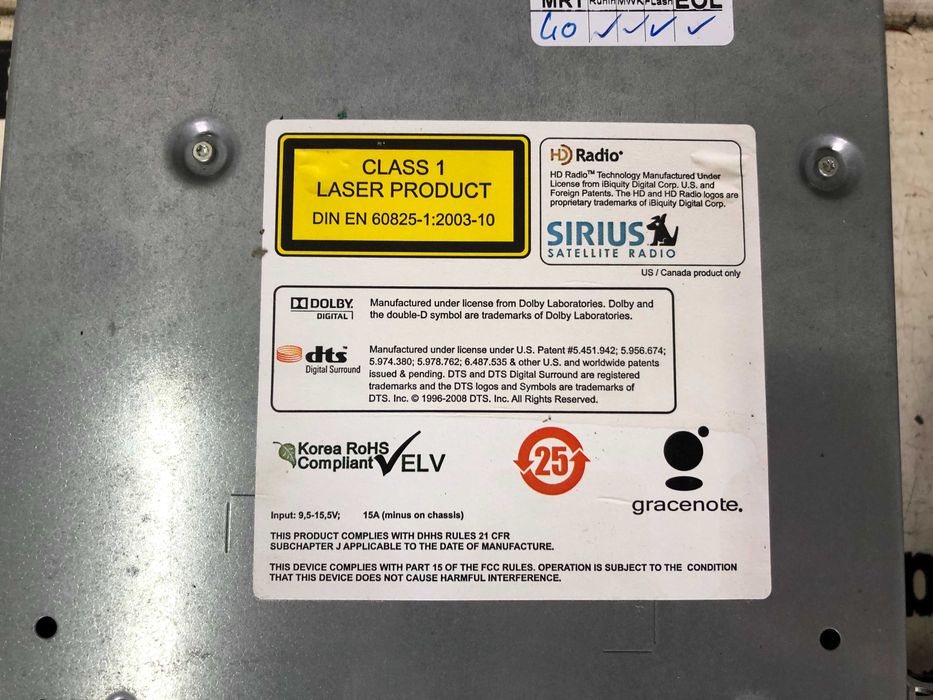 MRT RunIn MWK Flash EOL
40
CLASS 1
LASER PRODUCT
DIN EN 60825-1:2003-10
HD Radio
HD Radio™ Technology Manufactured Under
License from iBiquity Digital Corp. U.S. and
Foreign Patents. The HD and HD Radio logos are
proprietary trademarks of iBiquity Digital Corp.
SIRIUS
SATELLITE RADIO
US / Canada product only
DOLBY.
DIGITAL
Manufactured under license from Dolby Laboratories. Dolby and
the double-D symbol are trademarks of Dolby Laboratories.
dts
Digital Surround
Manufactured under license under U.S. Patent #5.451.942; 5.956.674;
5.974.380; 5.978.762; 6.487.535 & other U.S. and worldwide patents
issued & pending. DTS and DTS Digital Surround are registered
trademarks and the DTS logos and Symbols are trademarks of
DTS. Inc. © 1996-2008 DTS. Inc. All Rights Reserved.
Korea RoHS
Compliant
ELV
25
gracenote.
Input: 9,5-15,5V; 15A (minus on chassis)
THIS PRODUCT COMPLIES WITH DHHS RULES 21 CFR
SUBCHAPTER J APPLICABLE TO THE DATE OF MANUFACTURE.
THIS DEVICE COMPLIES WITH PART 15 OF THE FCC RULES. OPERATION IS SUBJECT TO THE CONDITION
THAT THIS DEVICE DOES NOT CAUSE HARMFUL INTERFERENCE.